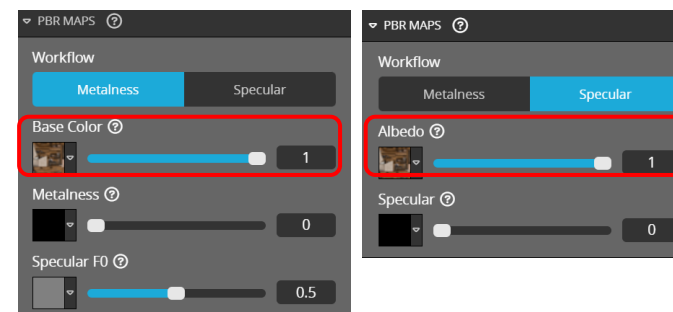 PBR MAPS ?
Workflow
Metalness Specular
Base Color ?
1
Metalness ?
0
Specular F0 ?
0.5
PBR MAPS ?
Workflow
Metalness Specular
Albedo ?
1
Specular ?
0